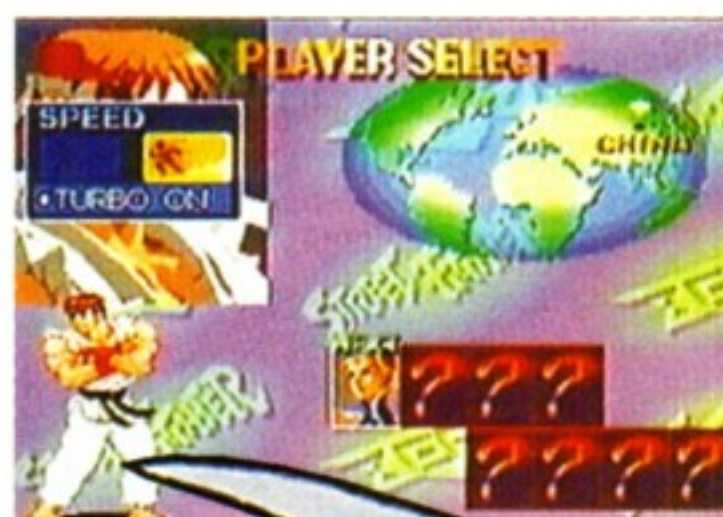 PLAYER SELECT
SPEED
CHINA
•TURBO ON
? ? ?
? ? ? ?